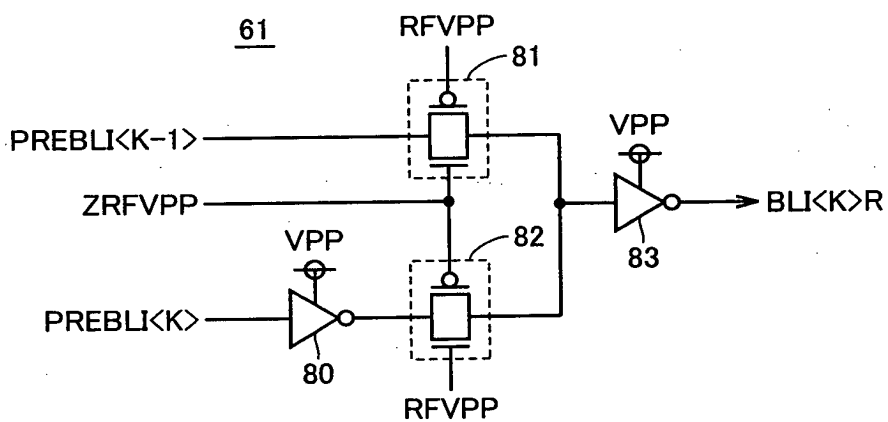 61
RFVPP
81
PREBLI<K-1>
VPP
ZRFVPP
BLI<K>R
82
VPP
83
PREBLI<K>
80
RFVPP